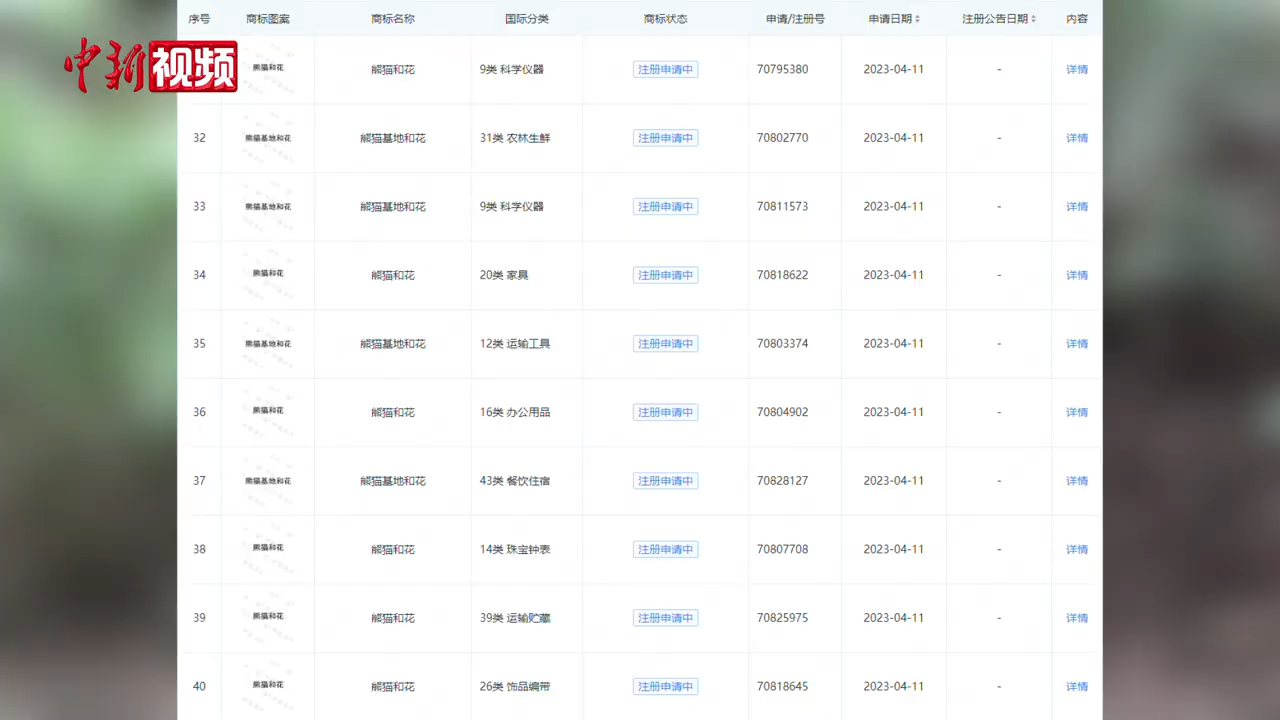 序号 商标图案 商标名称 国际分类 商标状态 申请/注册号 申请日期 注册公告日期 内容
中新视频
熊猫和花 熊猫和花 9类 科学仪器 注册申请中 70795380 2023-04-11 - 详情
32 熊猫基地和花 熊猫基地和花 31类 农林生鲜 注册申请中 70802770 2023-04-11 - 详情
33 熊猫基地和花 熊猫基地和花 9类 科学仪器 注册申请中 70811573 2023-04-11 - 详情
34 熊猫和花 熊猫和花 20类 家具 注册申请中 70818622 2023-04-11 - 详情
35 熊猫基地和花 熊猫基地和花 12类 运输工具 注册申请中 70803374 2023-04-11 - 详情
36 熊猫和花 熊猫和花 16类 办公用品 注册申请中 70804902 2023-04-11 - 详情
37 熊猫基地和花 熊猫基地和花 43类 餐饮住宿 注册申请中 70828127 2023-04-11 - 详情
38 熊猫和花 熊猫和花 14类 珠宝钟表 注册申请中 70807708 2023-04-11 - 详情
39 熊猫和花 熊猫和花 39类 运输贮藏 注册申请中 70825975 2023-04-11 - 详情
40 熊猫和花 熊猫和花 26类 饰品编带 注册申请中 70818645 2023-04-11 - 详情